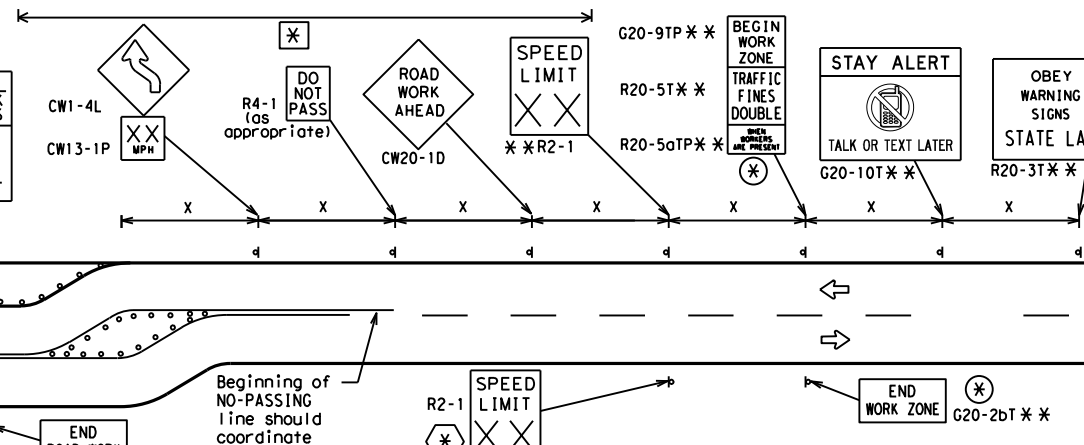 *
CW1-4L
XX
MPH
CW13-1P
R4-1
(as
appropriate)
DO
NOT
PASS
ROAD
WORK
AHEAD
CW20-1D
SPEED
LIMIT
XX
**R2-1
G20-9TP **
R20-5T**
R20-5aTP**
BEGIN
WORK
ZONE
TRAFFIC
FINES
DOUBLE
WHEN
WORKERS
ARE PRESENT
*
STAY ALERT
TALK OR TEXT LATER
G20-10T**
OBEY
WARNING
SIGNS
STATE LA
R20-3T**
X
X
X
X
X
X
X
Beginning of
NO-PASSING
line should
coordinate
R2-1
*
SPEED
LIMIT
XX
END
WORK ZONE
*
G20-2bT **
END